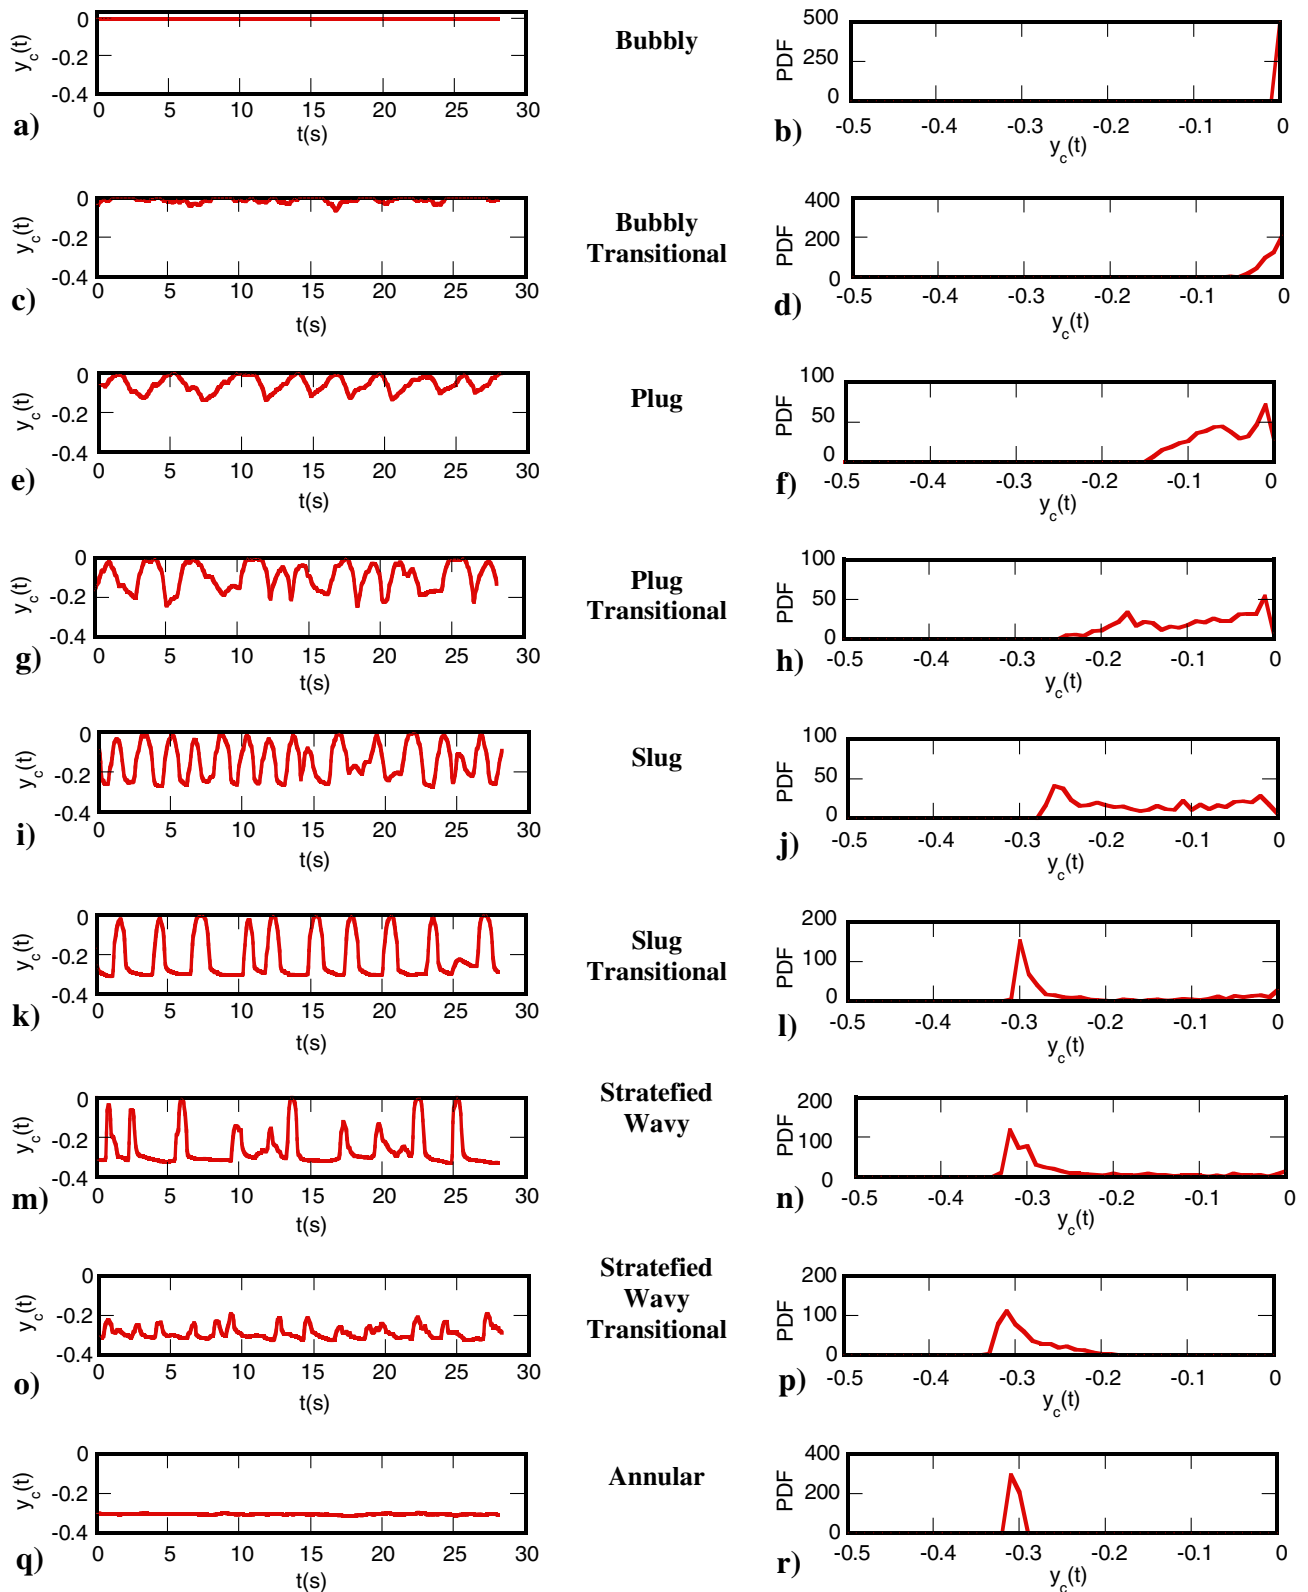 0
-0.2
-0.4
y_c(t)
0 5 10 15 20 25 30
t(s)
a)
Bubbly
500
250
0
PDF
-0.5 -0.4 -0.3 -0.2 -0.1 0
y_c(t)
b)
0
-0.2
-0.4
y_c(t)
0 5 10 15 20 25 30
t(s)
c)
Bubbly
Transitional
400
200
0
PDF
-0.5 -0.4 -0.3 -0.2 -0.1 0
y_c(t)
d)
0
-0.2
-0.4
y_c(t)
0 5 10 15 20 25 30
t(s)
e)
Plug
100
50
0
PDF
-0.5 -0.4 -0.3 -0.2 -0.1 0
y_c(t)
f)
0
-0.2
-0.4
y_c(t)
0 5 10 15 20 25 30
t(s)
g)
Plug
Transitional
100
50
0
PDF
-0.5 -0.4 -0.3 -0.2 -0.1 0
y_c(t)
h)
0
-0.2
-0.4
y_c(t)
0 5 10 15 20 25 30
t(s)
i)
Slug
100
50
0
PDF
-0.5 -0.4 -0.3 -0.2 -0.1 0
y_c(t)
j)
0
-0.2
-0.4
y_c(t)
0 5 10 15 20 25 30
t(s)
k)
Slug
Transitional
200
100
0
PDF
-0.5 -0.4 -0.3 -0.2 -0.1 0
y_c(t)
l)
0
-0.2
-0.4
y_c(t)
0 5 10 15 20 25 30
t(s)
m)
Stratefied
Wavy
200
100
0
PDF
-0.5 -0.4 -0.3 -0.2 -0.1 0
y_c(t)
n)
0
-0.2
-0.4
y_c(t)
0 5 10 15 20 25 30
t(s)
o)
Stratefied
Wavy
Transitional
200
100
0
PDF
-0.5 -0.4 -0.3 -0.2 -0.1 0
y_c(t)
p)
0
-0.2
-0.4
y_c(t)
0 5 10 15 20 25 30
t(s)
q)
Annular
400
200
0
PDF
-0.5 -0.4 -0.3 -0.2 -0.1 0
y_c(t)
r)